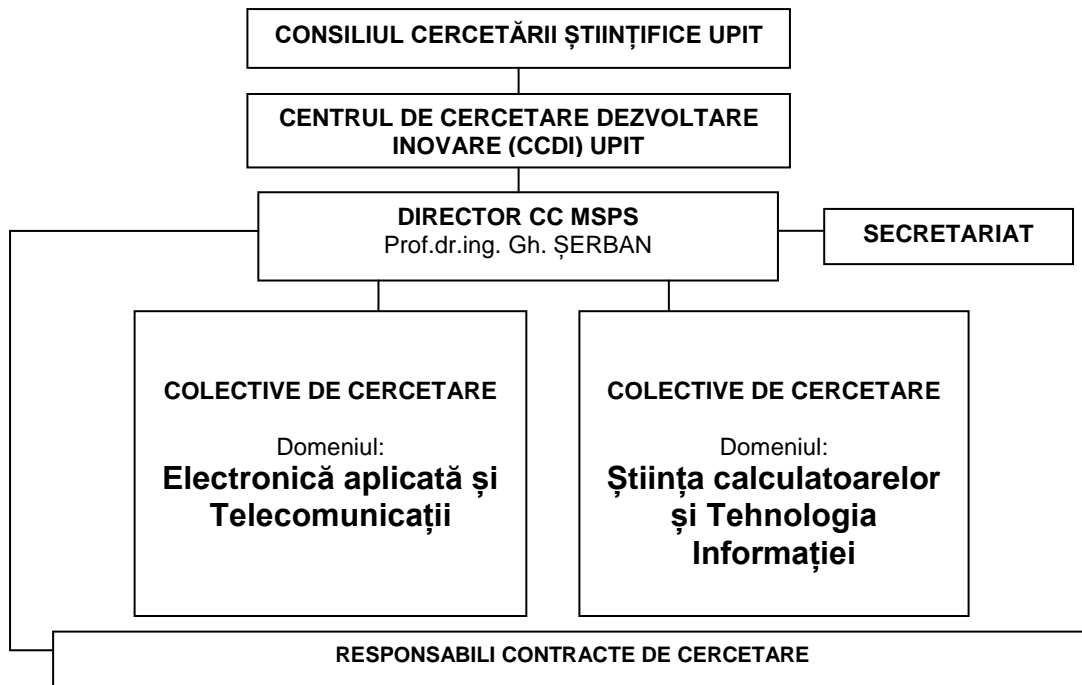 CONSILIUL CERCETĂRII ȘTIINȚIFICE UPIT
CENTRUL DE CERCETARE DEZVOLTARE
INOVARE (CCDI) UPIT
DIRECTOR CC MSPS
Prof.dr.ing. Gh. ȘERBAN
SECRETARIAT
COLECTIVE DE CERCETARE
Domeniul:
Electronică aplicată și
Telecomunicații
COLECTIVE DE CERCETARE
Domeniul:
Știința calculatoarelor
și Tehnologia
Informației
RESPONSABILI CONTRACTE DE CERCETARE